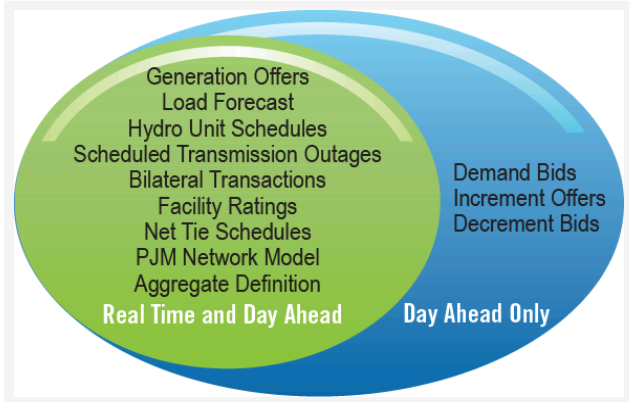 Generation Offers
Load Forecast
Hydro Unit Schedules
Scheduled Transmission Outages
Bilateral Transactions
Facility Ratings
Net Tie Schedules
PJM Network Model
Aggregate Definition
Real Time and Day Ahead
Demand Bids
Increment Offers
Decrement Bids
Day Ahead Only